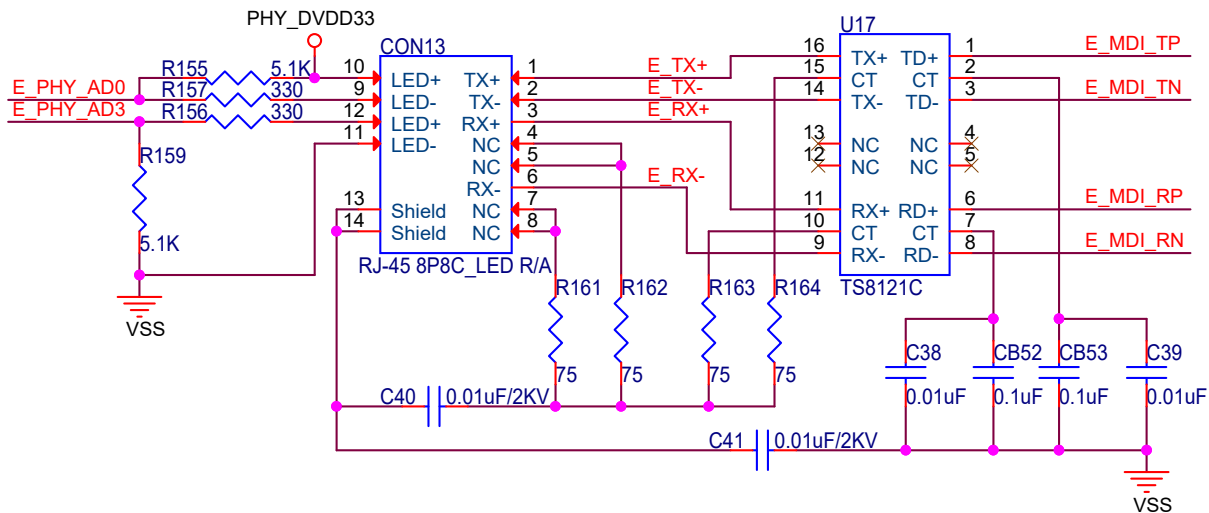 PHY_DVDD33
U17
CON13
R155 5.1K 10 LED+ TX+ 1 E_TX+ 16 TX+ TD+ 1 E_MDI_TP
E_PHY_AD0 R157 330 9 LED- TX- 2 E_TX- 15 CT CT 2
E_PHY_AD3 R156 330 12 LED+ RX+ 3 E_RX+ 14 TX- TD- 3 E_MDI_TN
11 LED- NC 4 13 NC NC 4
R159 NC 5 12 NC NC 5
RX- 6 E_RX-
13 Shield NC 7 11 RX+ RD+ 6 E_MDI_RP
14 Shield NC 8 10 CT CT 7
5.1K 9 RX- RD- 8 E_MDI_RN
RJ-45 8P8C_LED R/A
TS8121C
VSS
R161 R162 R163 R164
75 75 75 75
C38 CB52 CB53 C39
0.01uF 0.1uF 0.1uF 0.01uF
C40 0.01uF/2KV
C41 0.01uF/2KV
VSS